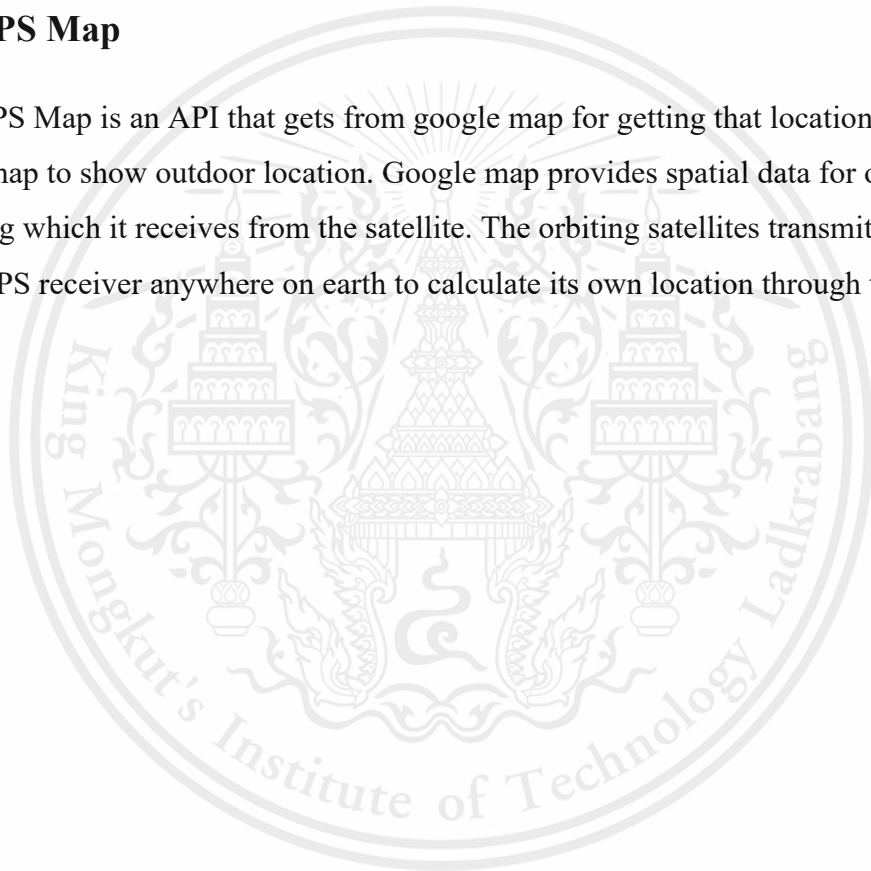 PS Map
PS Map is an API that gets from google map for getting that location
map to show outdoor location. Google map provides spatial data for
g which it receives from the satellite. The orbiting satellites transmit
PS receiver anywhere on earth to calculate its own location through
King Mongkut's Institute of Technology Ladkrabang